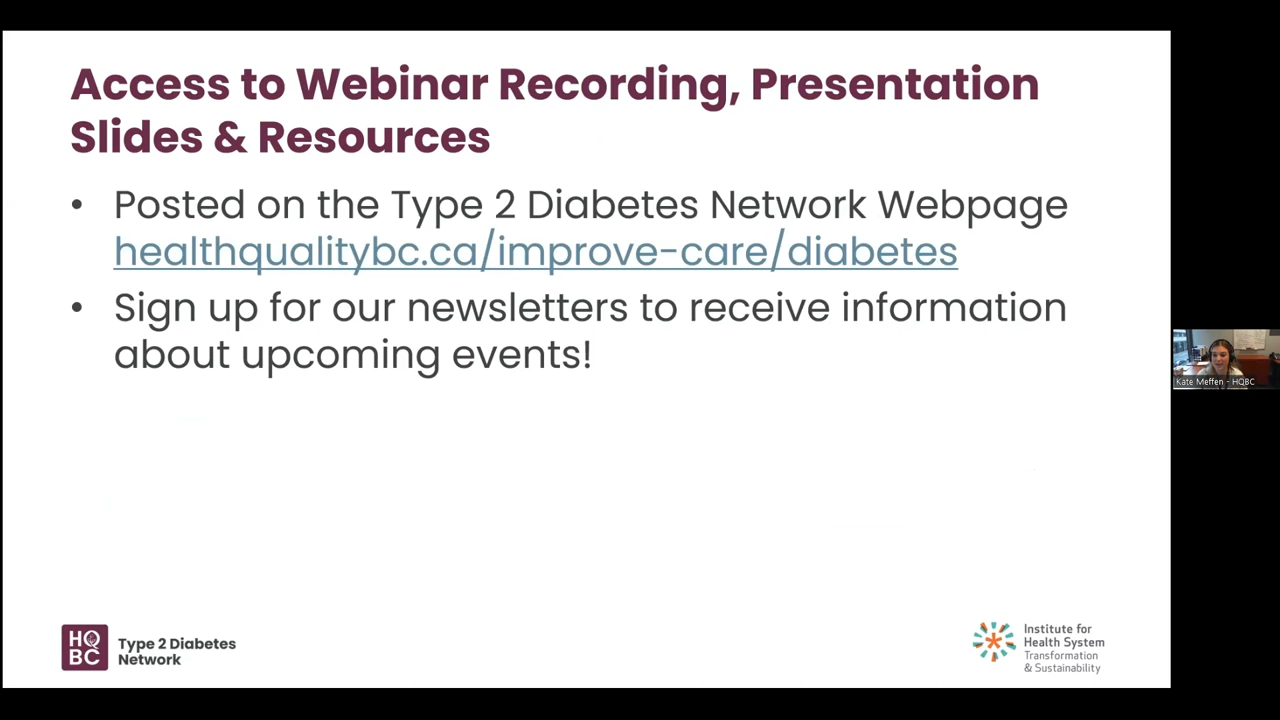 Access to Webinar Recording, Presentation
Slides & Resources
• Posted on the Type 2 Diabetes Network Webpage
healthqualitybc.ca/improve-care/diabetes
• Sign up for our newsletters to receive information
about upcoming events!
Kate Meffen - HQBC
HQ
BC
Type 2 Diabetes
Network
Institute for
Health System
Transformation
& Sustainability